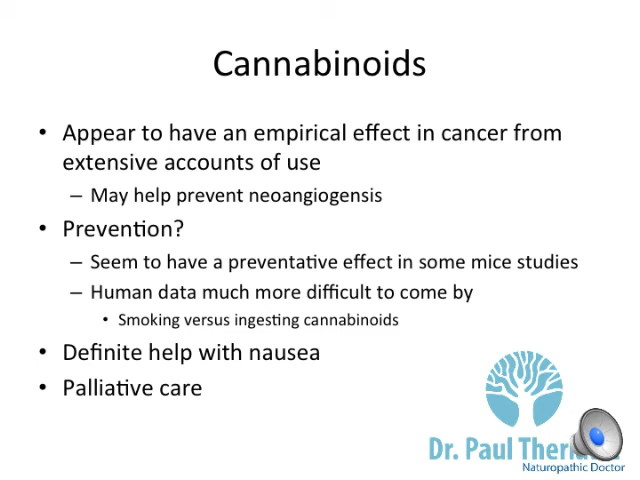 Cannabinoids
• Appear to have an empirical effect in cancer from
extensive accounts of use
– May help prevent neoangiogensis
• Prevention?
– Seem to have a preventative effect in some mice studies
– Human data much more difficult to come by
• Smoking versus ingesting cannabinoids
• Definite help with nausea
• Palliative care
Dr. Paul
Naturopathic Doctor